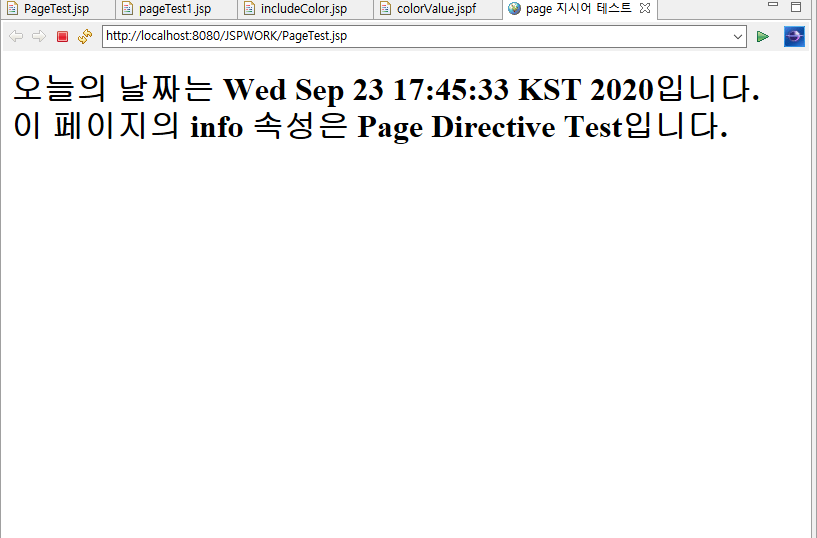 PageTest.jsp pageTest1.jsp includeColor.jsp colorValue.jspf page 지시어 테스트
http://localhost:8080/JSPWORK/PageTest.jsp
오늘의 날짜는 Wed Sep 23 17:45:33 KST 2020입니다.
이 페이지의 info 속성은 Page Directive Test입니다.